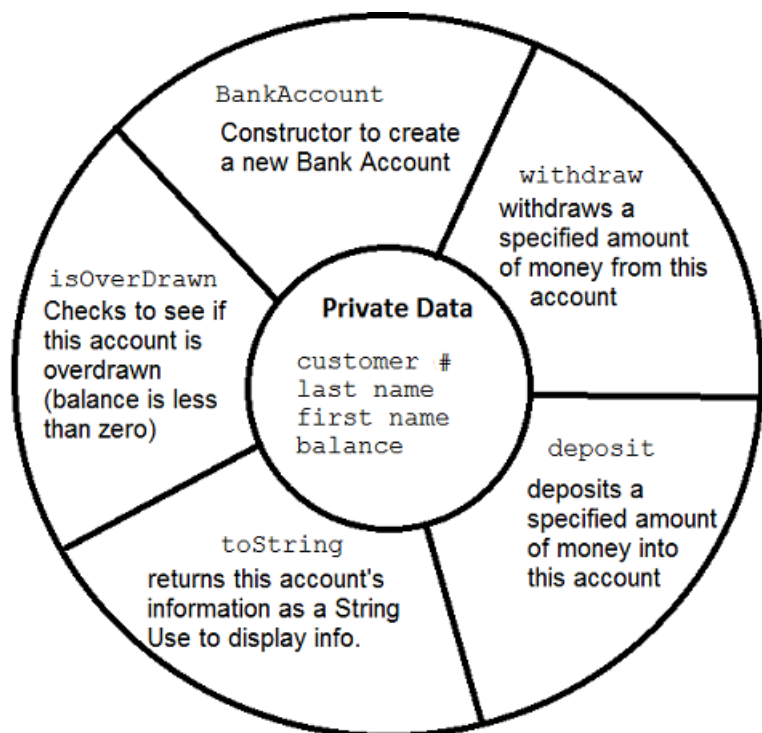 BankAccount
Constructor to create
a new Bank Account
withdraw
withdraws a
specified amount
of money from this
account
deposit
deposits a
specified amount
of money into
this account
toString
returns this account's
information as a String
Use to display info.
isOverDrawn
Checks to see if
this account is
overdrawn
(balance is less
than zero)
Private Data
customer #
last name
first name
balance